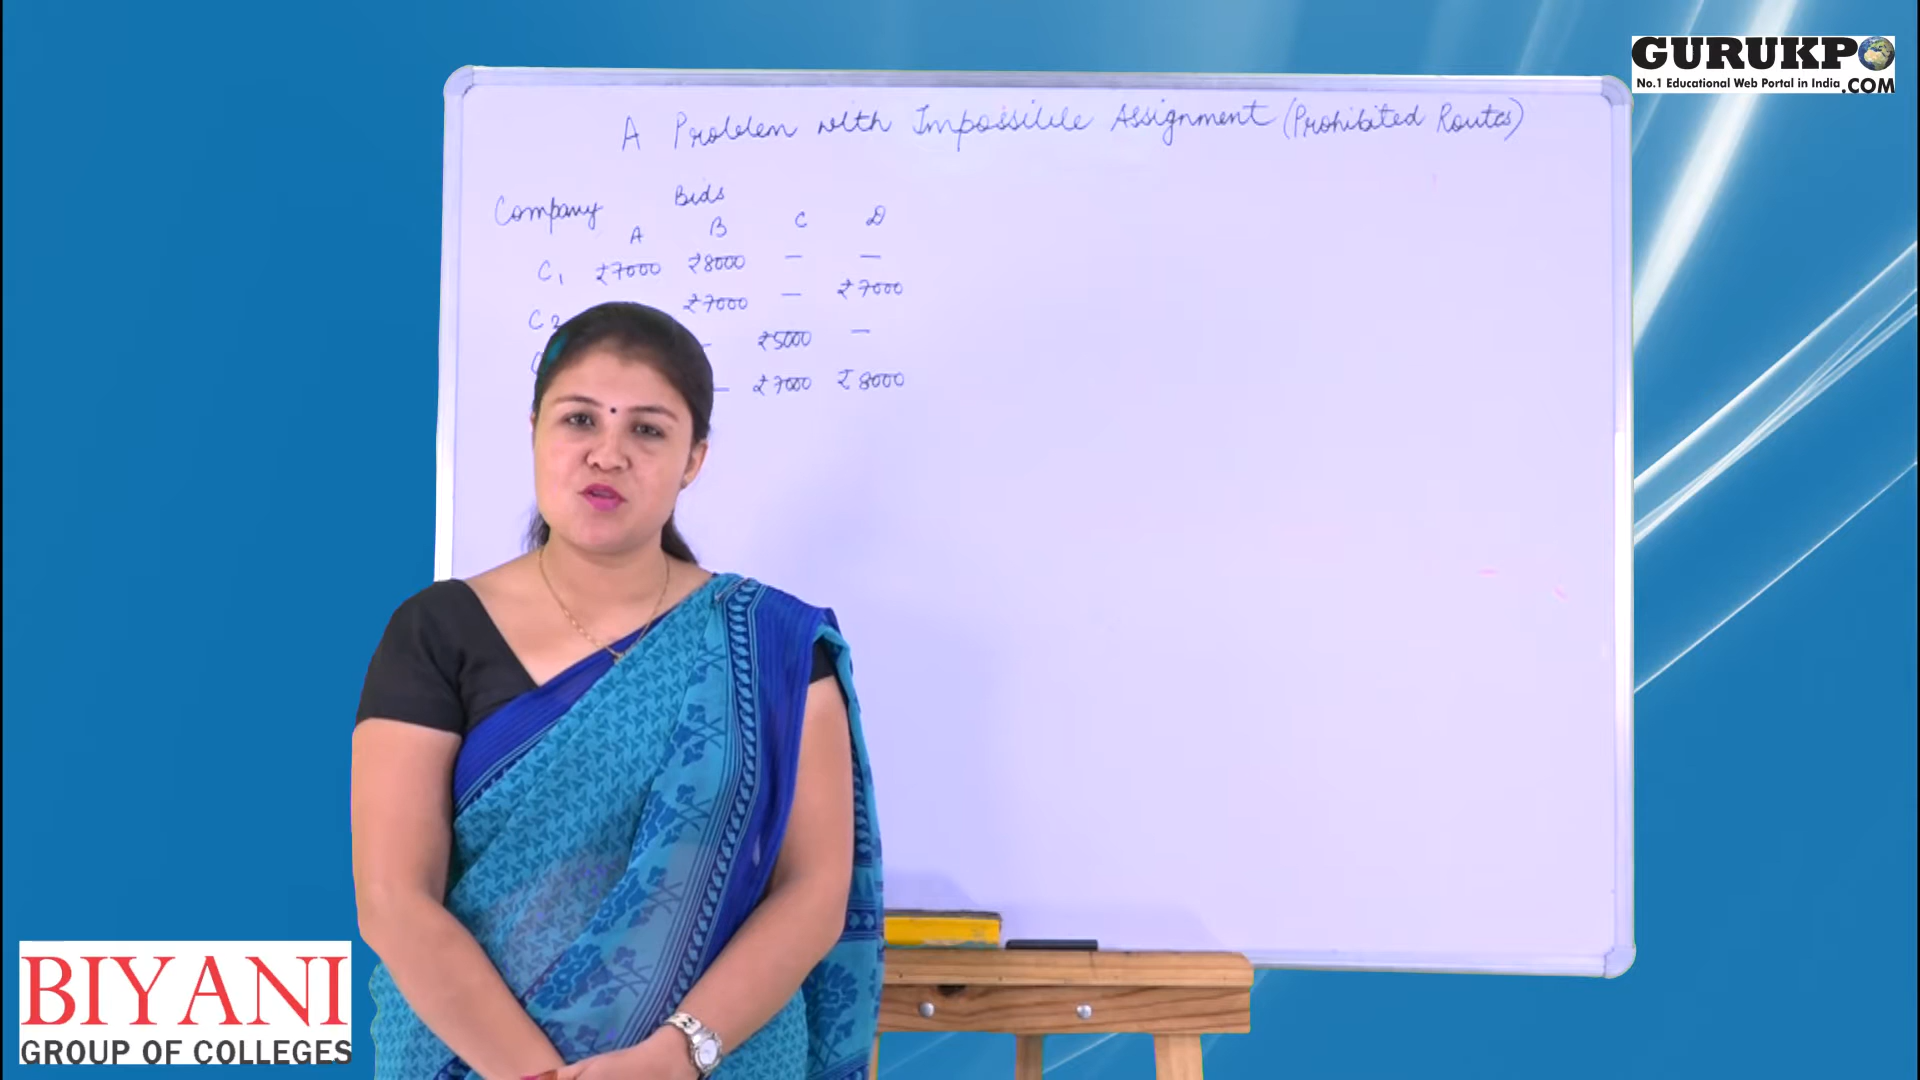 GURUKPO
No.1 Educational Web Portal in India .COM
A Problem with Impossible Assignment (Prohibited Routes)
Company Bids
A B C D
C1 ₹7000 ₹8000 — —
C2 ₹7000 — ₹7000
— ₹5000 —
— ₹7000 ₹8000
BIYANI
GROUP OF COLLEGES